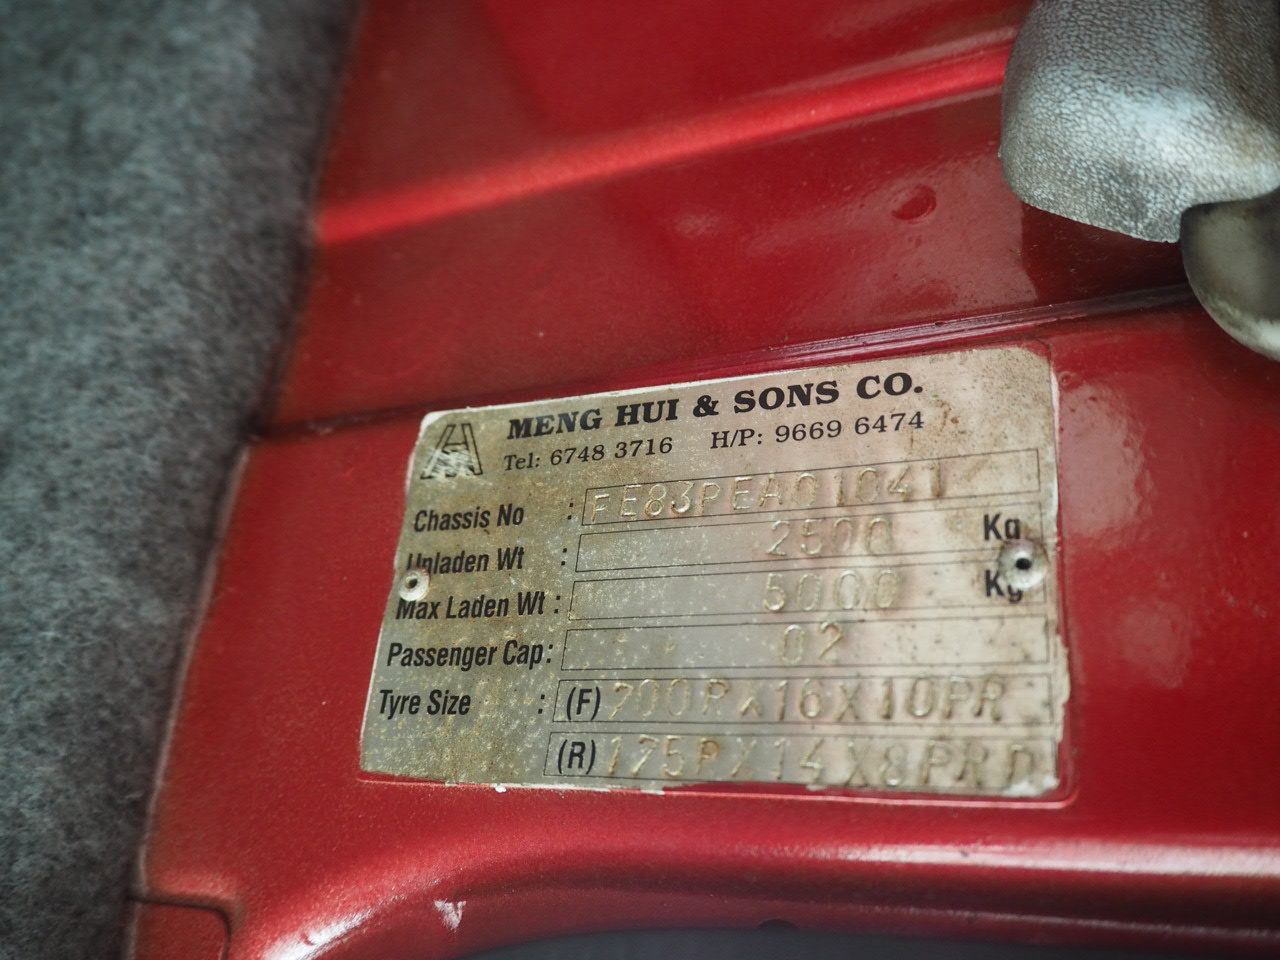 MENG HUI & SONS CO.
Tel: 6748 3716 H/P: 9669 6474
Chassis No : FE83PEA01041
Unladen Wt : 2500 Kg
Max Laden Wt : 5000 Kg
Passenger Cap: 02
Tyre Size : (F) 700R x 16 X 10PR
(R) 175R X 14 X 8PR D